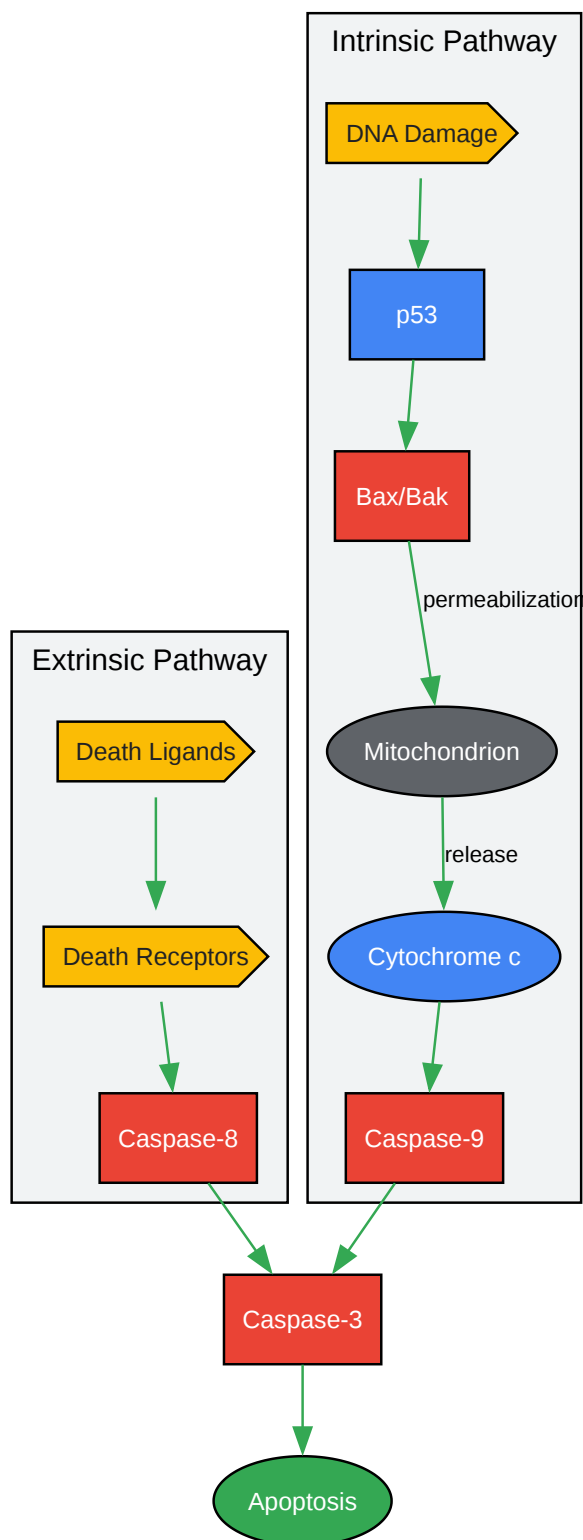 Intrinsic Pathway
DNA Damage
p53
Bax/Bak
permeabilization
Extrinsic Pathway
Death Ligands
Mitochondrion
release
Death Receptors
Cytochrome c
Caspase-8
Caspase-9
Caspase-3
Apoptosis